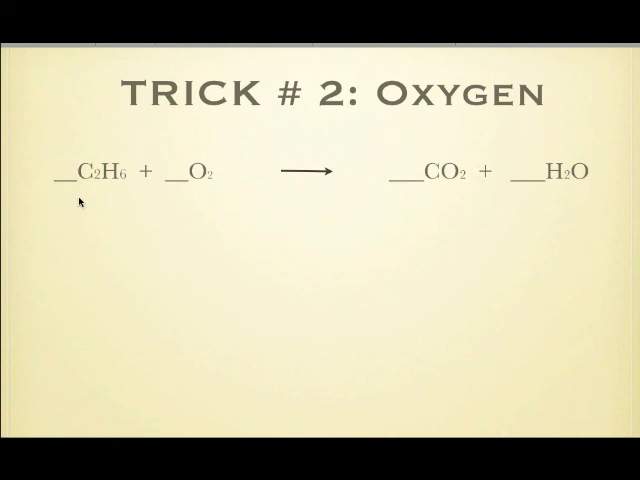 TRICK # 2: OXYGEN
__C2H6 + __O2 ⟶ ___CO2 + ___H2O